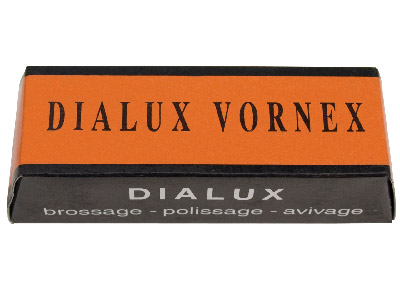 DIALUX VORNEX
DIALUX
brossage - polissage - avivage